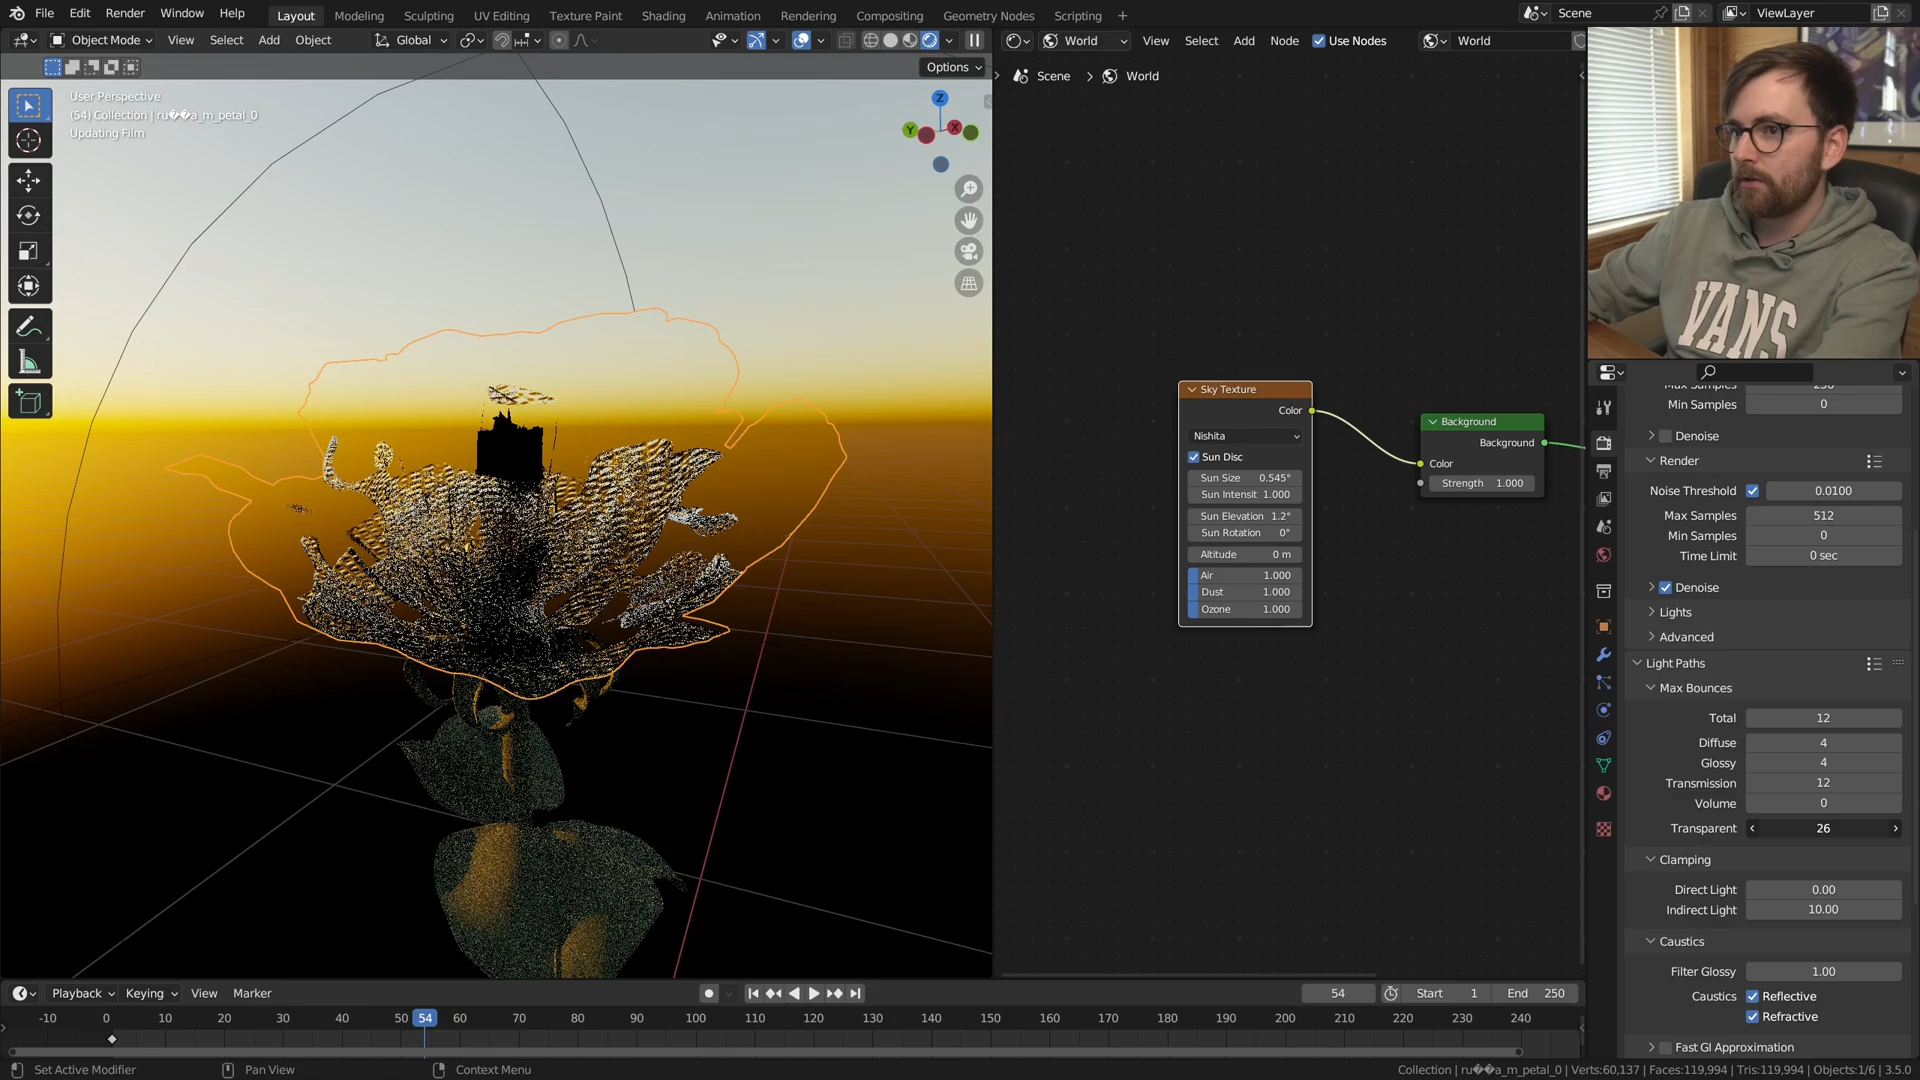 File Edit Render Window Help Layout Modeling Sculpting UV Editing Texture Paint Shading Animation Rendering Compositing Geometry Nodes Scripting + Scene ViewLayer
Object Mode View Select Add Object Global World View Select Add Node Use Nodes World
Options
Scene > World
User Perspective
(54) Collection | ru��a_m_petal_0
Updating Film
Z
Y X
VANS
Sky Texture
Color
Nishita
Sun Disc
Sun Size 0.545°
Sun Intensit 1.000
Sun Elevation 1.2°
Sun Rotation 0°
Altitude 0 m
Air 1.000
Dust 1.000
Ozone 1.000
Background
Background
Color
Strength 1.000
Max Samples 256
Min Samples 0
Denoise
Render
Noise Threshold 0.0100
Max Samples 512
Min Samples 0
Time Limit 0 sec
Denoise
Lights
Advanced
Light Paths
Max Bounces
Total 12
Diffuse 4
Glossy 4
Transmission 12
Volume 0
Transparent 26
Clamping
Direct Light 0.00
Indirect Light 10.00
Caustics
Filter Glossy 1.00
Caustics Reflective
Refractive
Fast GI Approximation
Playback Keying View Marker 54 Start 1 End 250
-10 0 10 20 30 40 50 54 60 70 80 90 100 110 120 130 140 150 160 170 180 190 200 210 220 230 240
Set Active Modifier Pan View Context Menu Collection | ru��a_m_petal_0 | Verts:60,137 | Faces:119,994 | Tris:119,994 | Objects:1/6 | 3.5.0